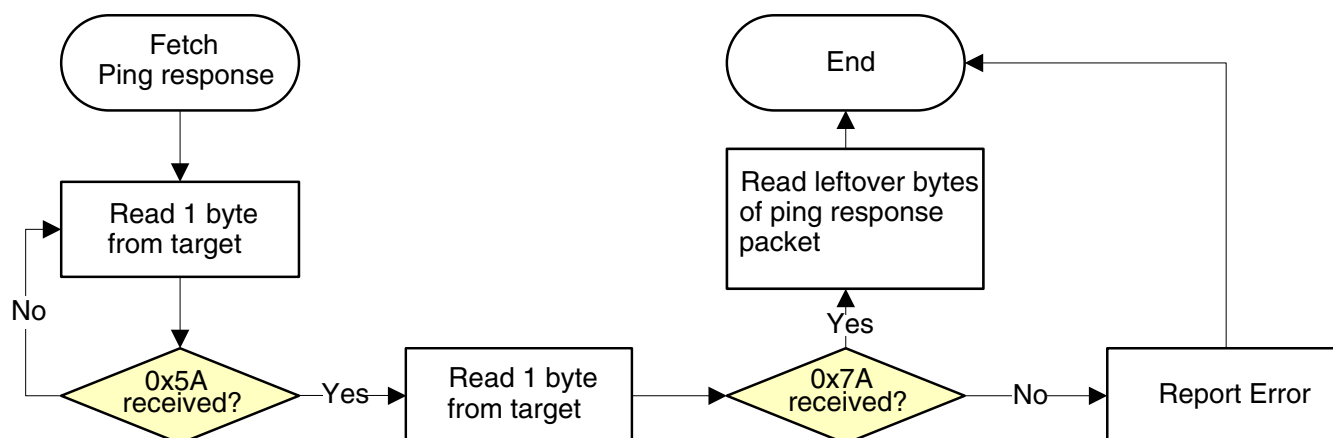 Fetch
Ping response
End
Read 1 byte
from target
Read leftover bytes
of ping response
packet
No
Yes
0x5A
received?
Yes
Read 1 byte
from target
0x7A
received?
No
Report Error